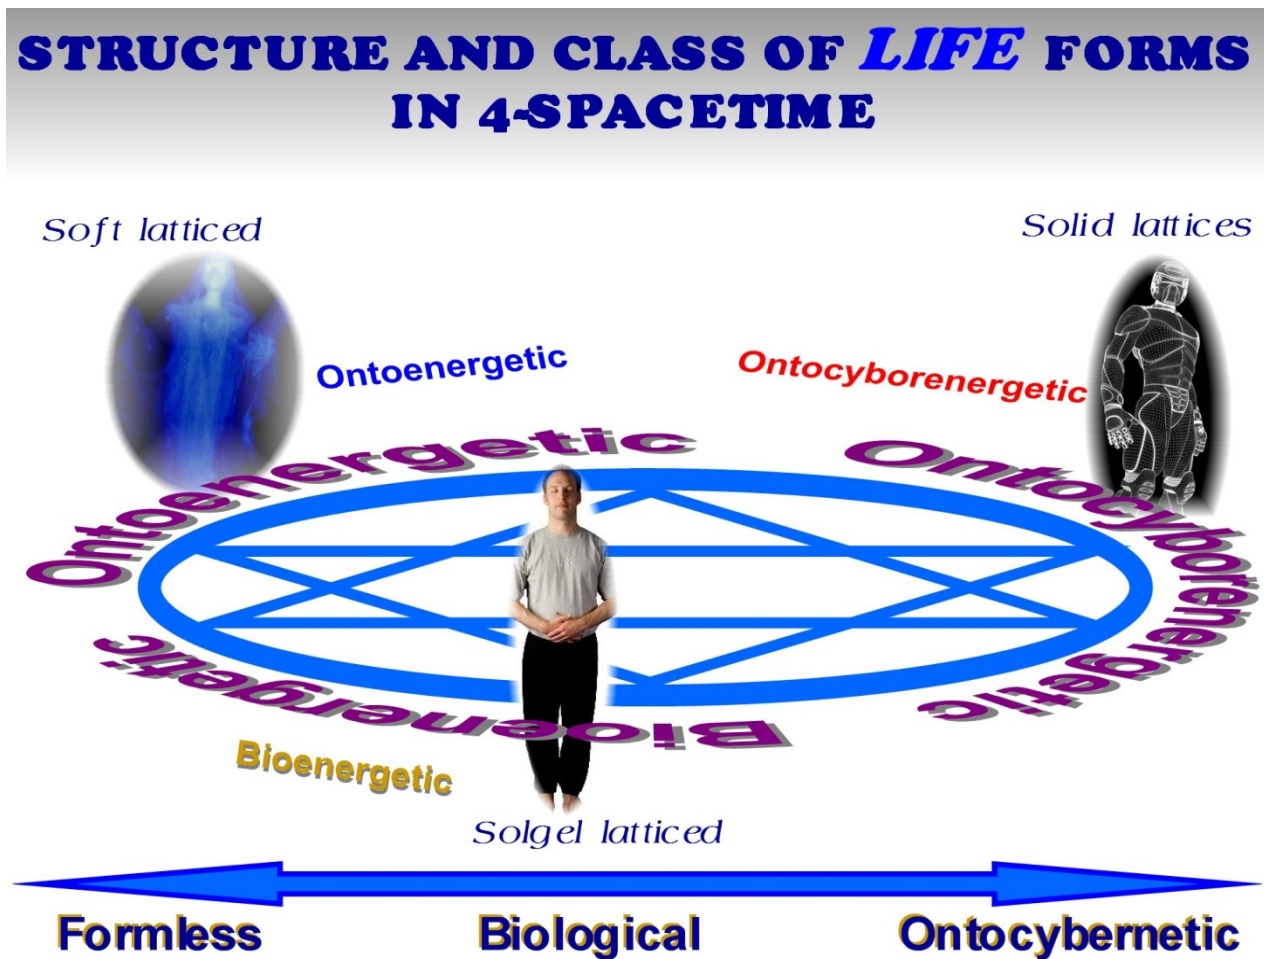 STRUCTURE AND CLASS OF LIFE FORMS
IN 4-SPACETIME
Soft latticed
Solid lattices
Ontoenergetic
Ontocyborenergetic
Ontoenergetic
Ontocyborenergetic
Bioenergetic
Bioenergetic
Solgel latticed
Formless
Biological
Ontocybernetic